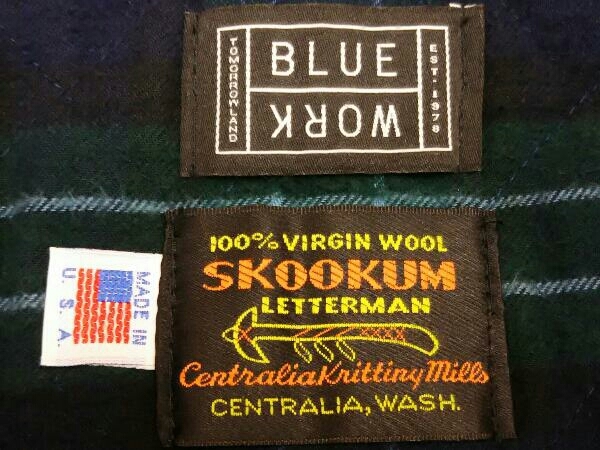 TOMORROWLAND
BLUE
WORK
EST-1978
100% VIRGIN WOOL
SKOOKUM
LETTERMAN
Centralia Knitting Mills
CENTRALIA, WASH.
MADE IN
U.S.A.